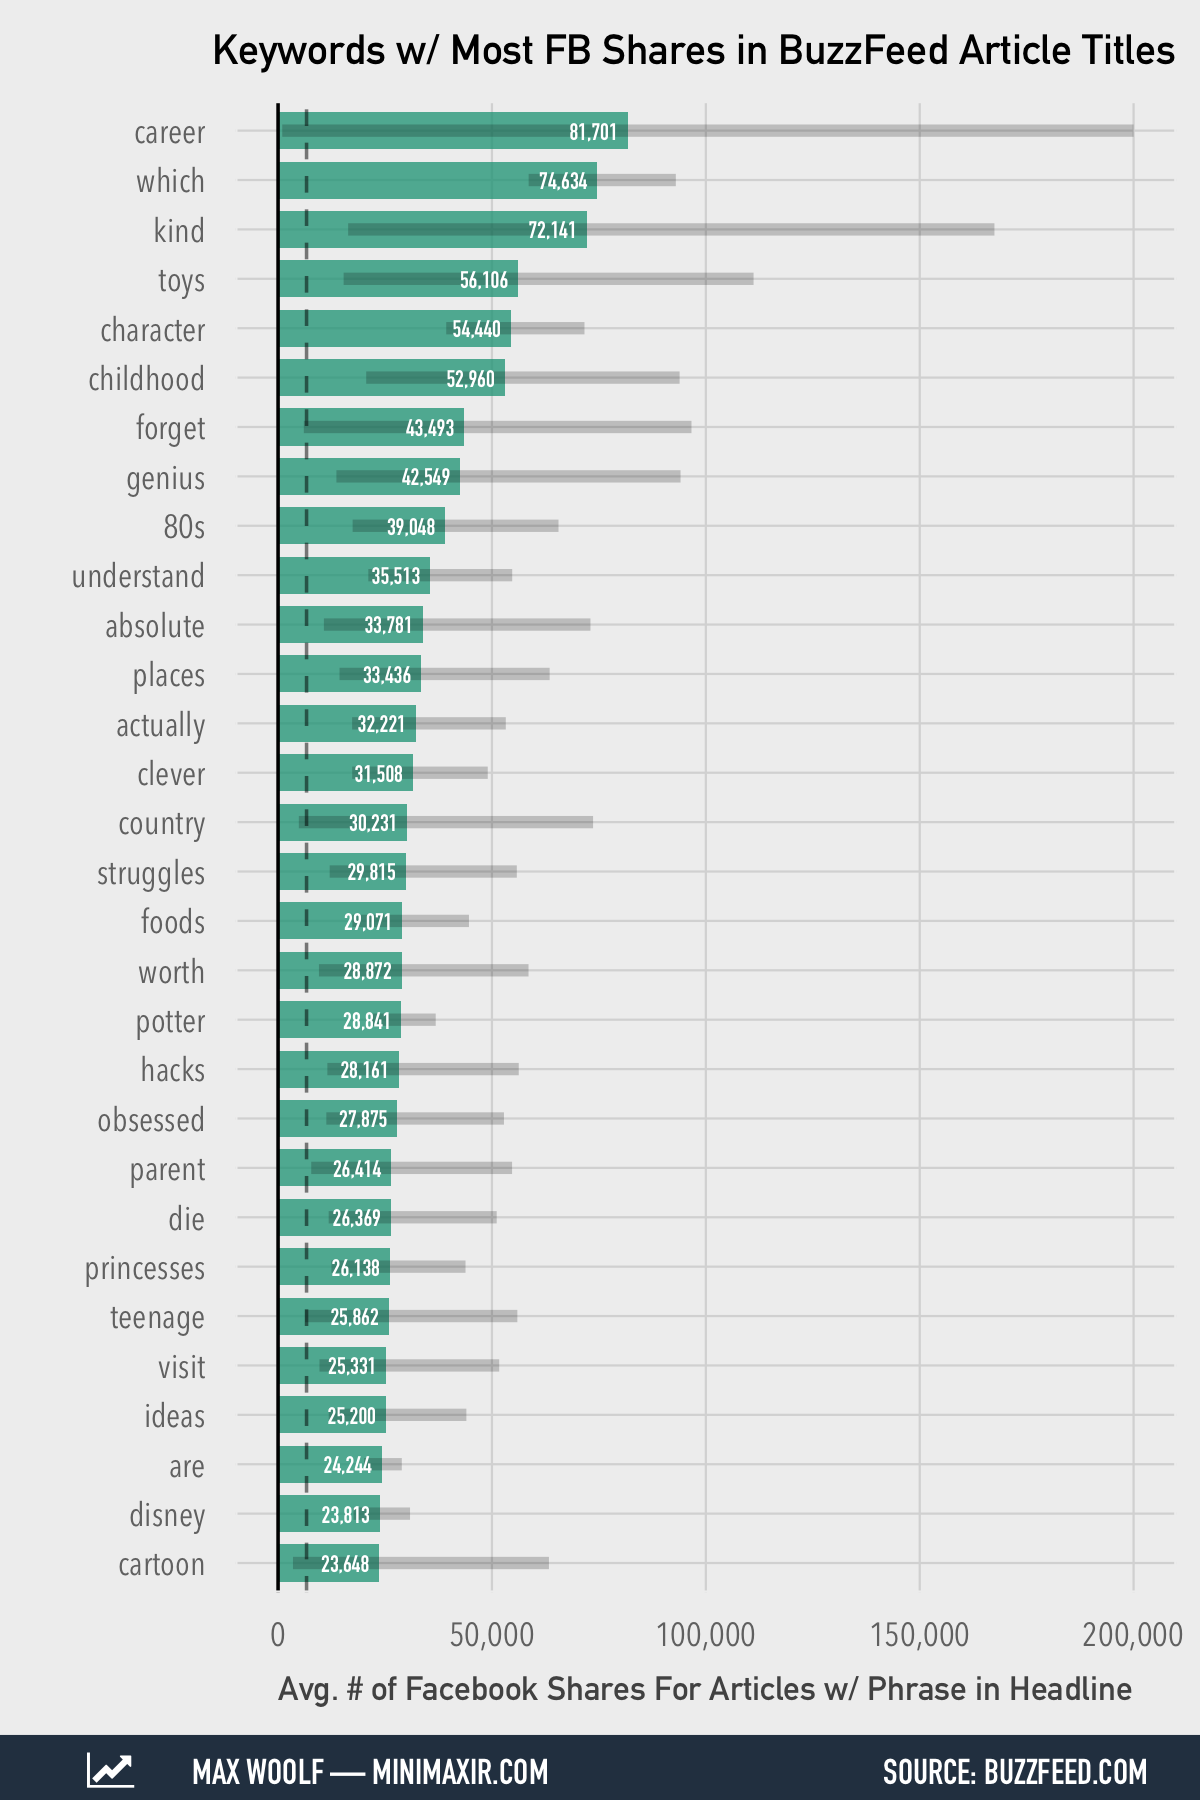 Keywords w/ Most FB Shares in BuzzFeed Article Titles
career 81,701
which 74,634
kind 72,141
toys 56,106
character 54,440
childhood 52,960
forget 43,493
genius 42,549
80s 39,048
understand 35,513
absolute 33,781
places 33,436
actually 32,221
clever 31,508
country 30,231
struggles 29,815
foods 29,071
worth 28,872
potter 28,841
hacks 28,161
obsessed 27,875
parent 26,414
die 26,369
princesses 26,138
teenage 25,862
visit 25,331
ideas 25,200
are 24,244
disney 23,813
cartoon 23,648
0 50,000 100,000 150,000 200,000
Avg. # of Facebook Shares For Articles w/ Phrase in Headline
MAX WOOLF — MINIMAXIR.COM SOURCE: BUZZFEED.COM